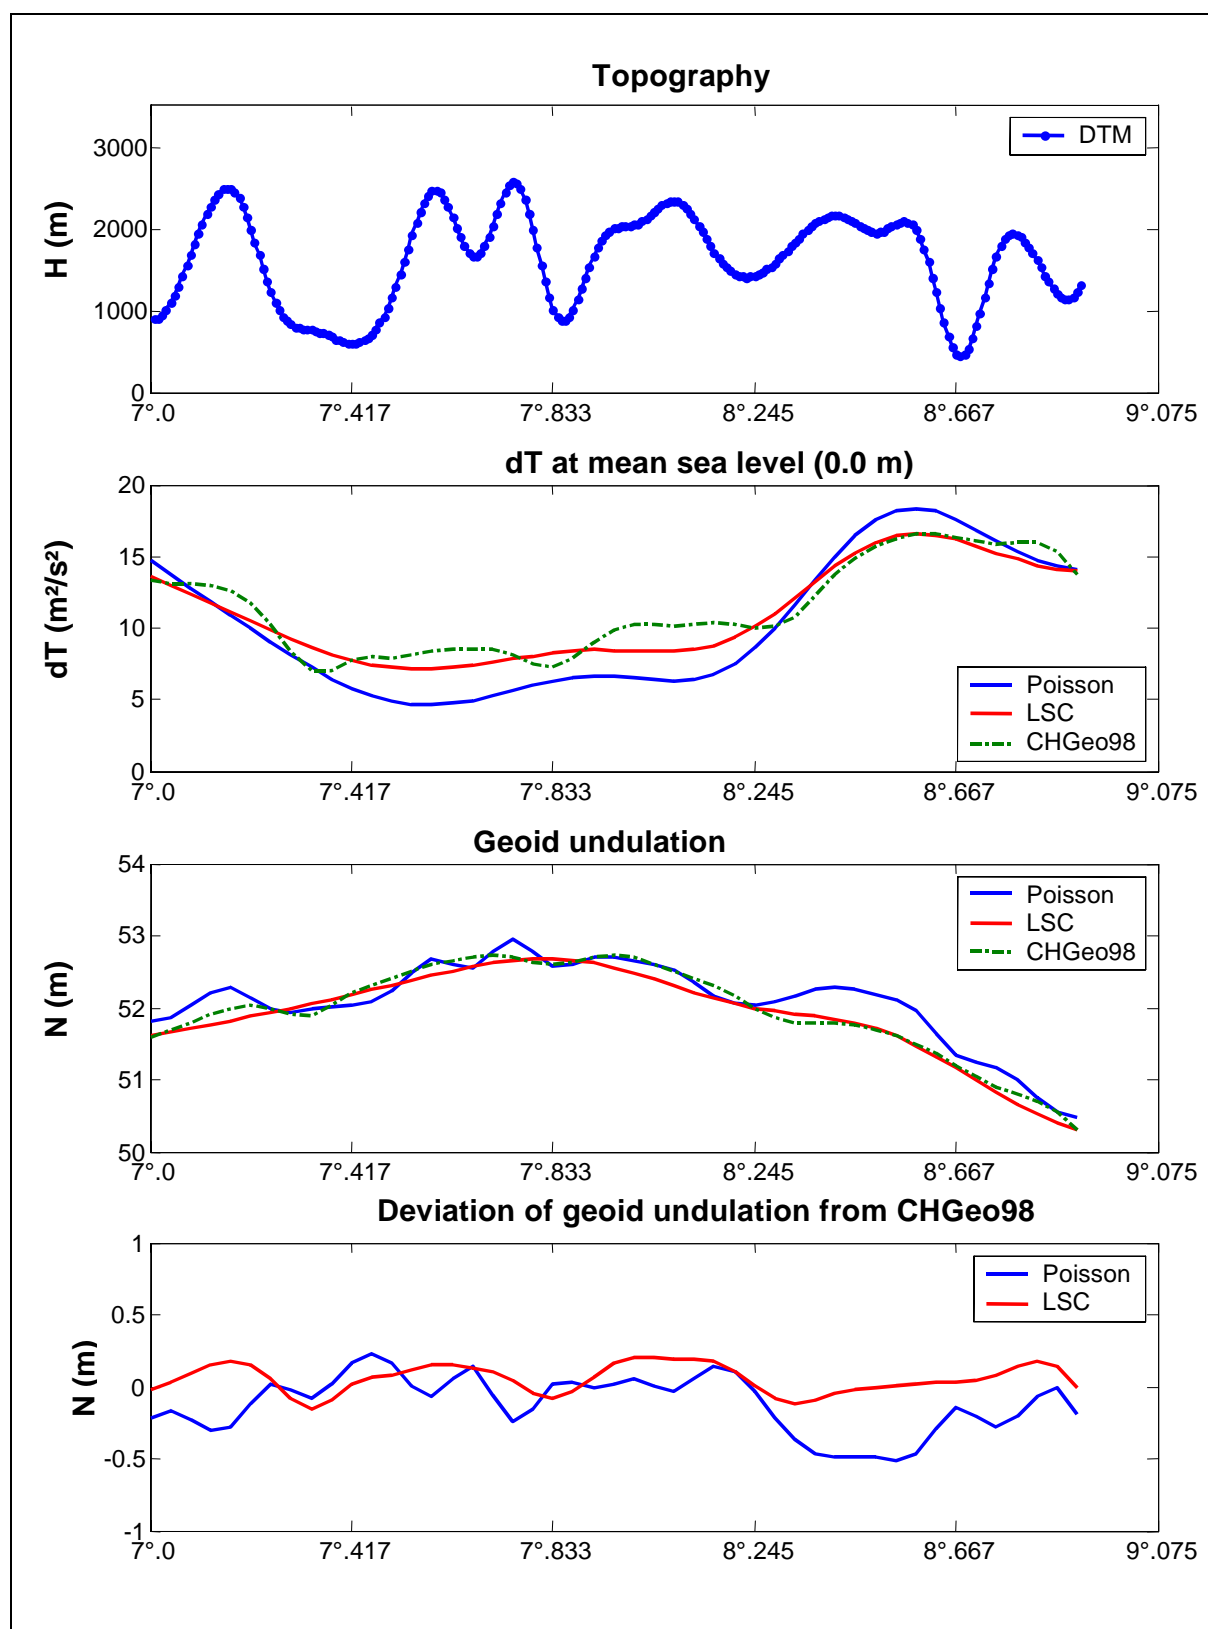 Topography
DTM
H (m)
3000
2000
1000
0
7°.0 7°.417 7°.833 8°.245 8°.667 9°.075
dT at mean sea level (0.0 m)
dT (m²/s²)
20
15
10
5
0
Poisson
LSC
CHGeo98
7°.0 7°.417 7°.833 8°.245 8°.667 9°.075
Geoid undulation
N (m)
54
53
52
51
50
Poisson
LSC
CHGeo98
7°.0 7°.417 7°.833 8°.245 8°.667 9°.075
Deviation of geoid undulation from CHGeo98
N (m)
1
0.5
0
-0.5
-1
Poisson
LSC
7°.0 7°.417 7°.833 8°.245 8°.667 9°.075